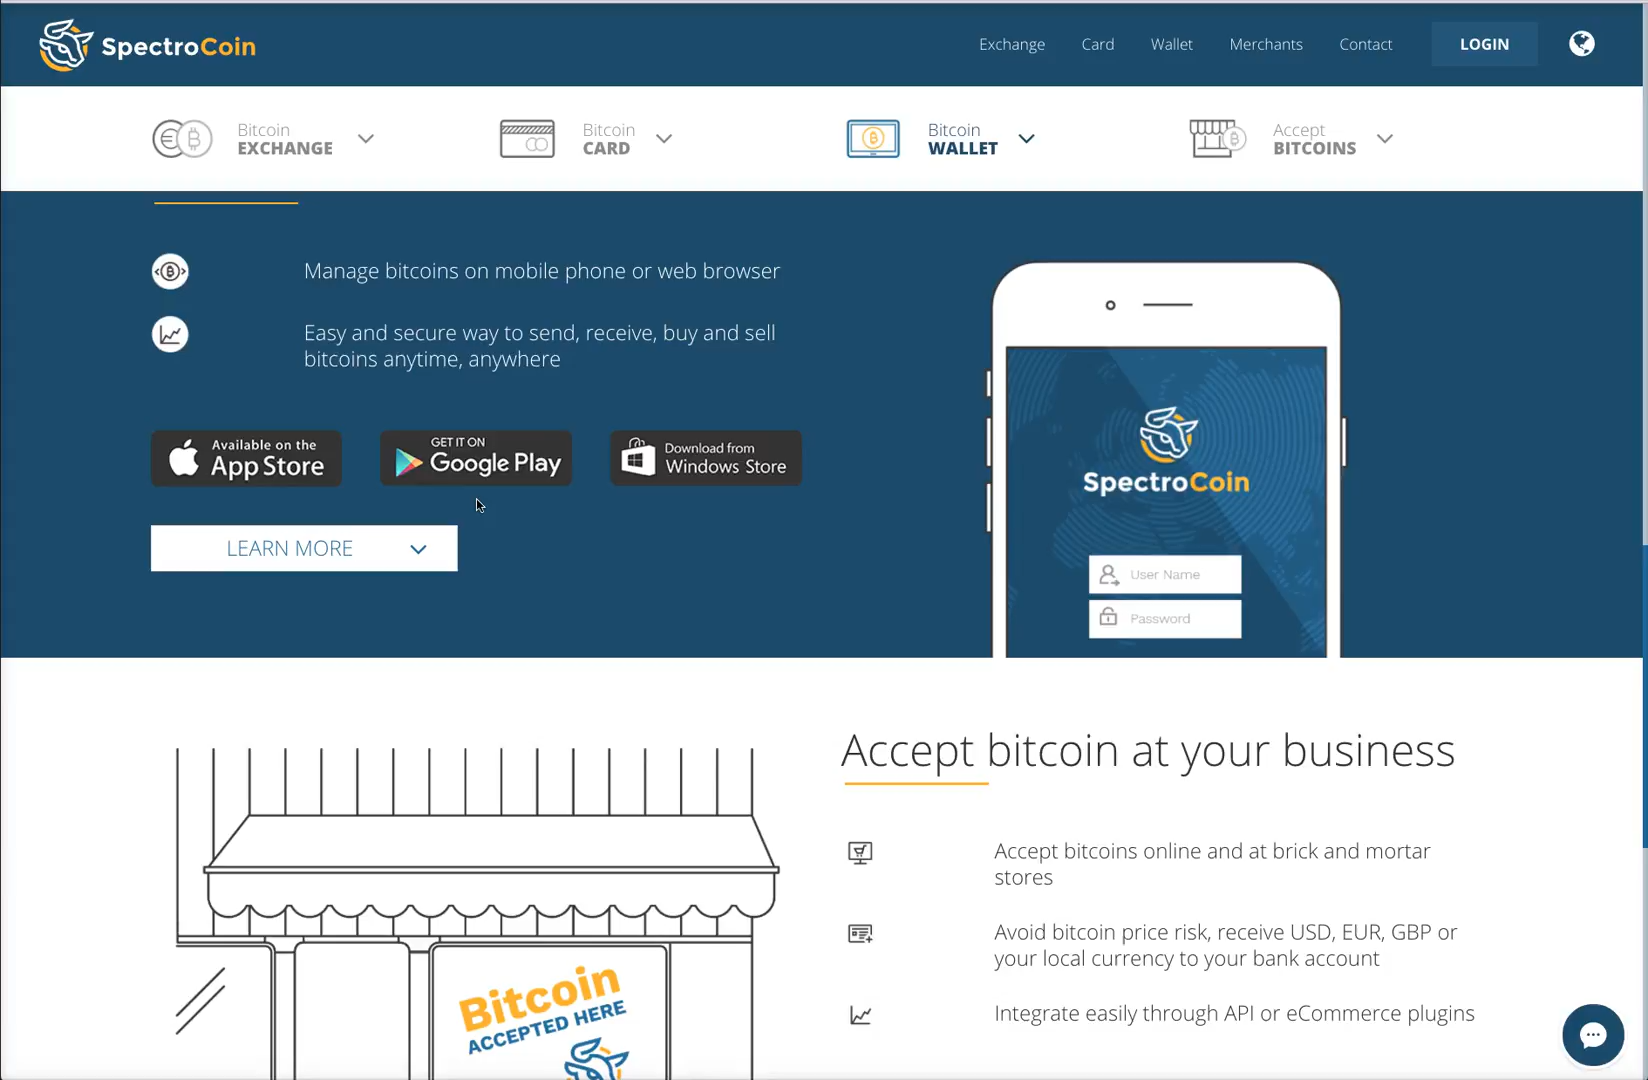 SpectroCoin
Exchange
Card
Wallet
Merchants
Contact
LOGIN
Bitcoin
EXCHANGE
Bitcoin
CARD
Bitcoin
WALLET
Accept
BITCOINS
Manage bitcoins on mobile phone or web browser
Easy and secure way to send, receive, buy and sell
bitcoins anytime, anywhere
Available on the
App Store
GET IT ON
Google Play
Download from
Windows Store
LEARN MORE
SpectroCoin
User Name
Password
Accept bitcoin at your business
Accept bitcoins online and at brick and mortar
stores
Avoid bitcoin price risk, receive USD, EUR, GBP or
your local currency to your bank account
Integrate easily through API or eCommerce plugins
Bitcoin
ACCEPTED HERE